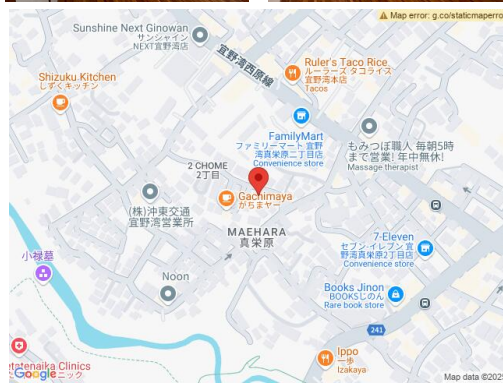 Map error: g.co/staticmaperro
Sunshine Next Ginowan
サンシャイン
NEXT宜野湾店
宜野湾西原線
Ruler's Taco Rice
ルーラーズ タコライス
宜野湾本店
Tacos
Shizuku Kitchen
しずくキッチン
FamilyMart
ファミリーマート 宜野
湾真栄原二丁目店
Convenience store
もみつぼ職人 毎朝5時
まで営業! 年中無休!
Massage therapist
2 CHOME
2丁目
Gachimaya
がちまヤー
(株)沖東交通
宜野湾営業所
MAEHARA
真栄原
7-Eleven
セブン-イレブン 宜
野湾真栄原2丁目店
Convenience store
小禄墓
Noon
Books Jinon
BOOKSじのん
Rare book store
241
Ippo
一歩
Izakaya
etatenaika Clinics
ニック
Google
Map data ©202